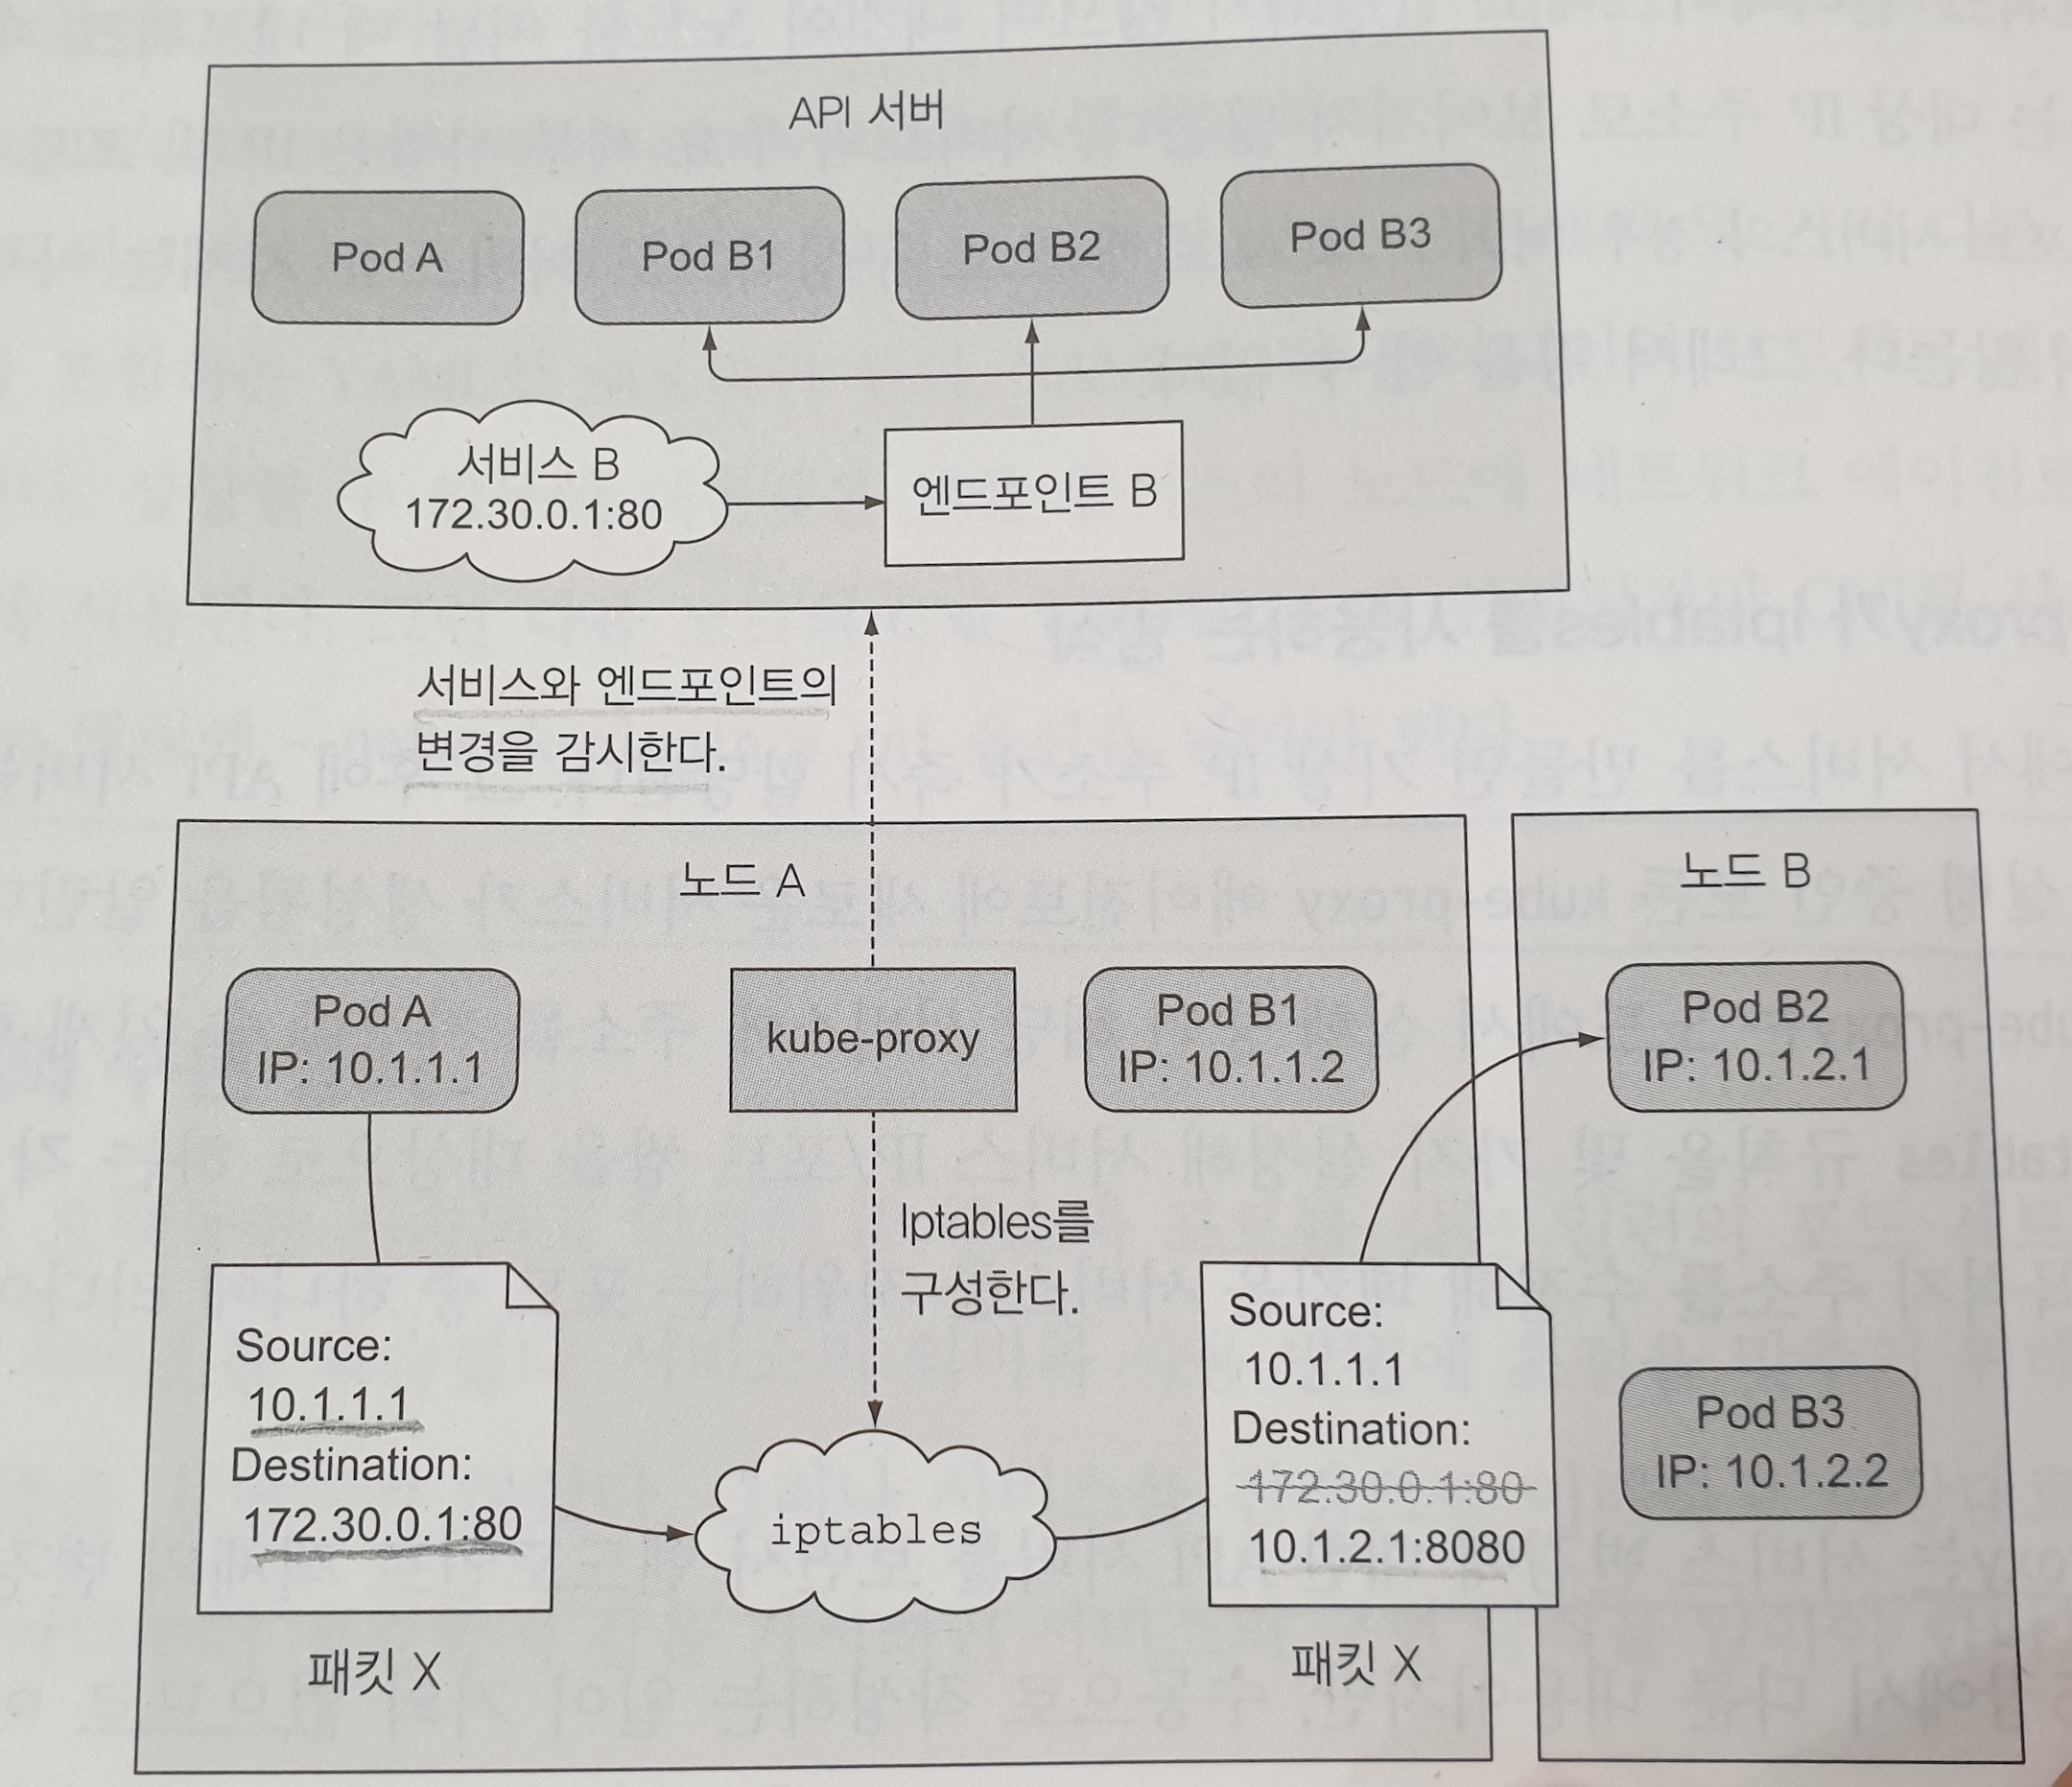 API 서버
Pod A
Pod B1
Pod B2
Pod B3
서비스 B
172.30.0.1:80
엔드포인트 B
서비스와 엔드포인트의
변경을 감시한다.
노드 A
노드 B
Pod A
IP: 10.1.1.1
kube-proxy
Pod B1
IP: 10.1.1.2
Pod B2
IP: 10.1.2.1
Iptables를
구성한다.
Source:
10.1.1.1
Destination:
172.30.0.1:80
패킷 X
iptables
Source:
10.1.1.1
Destination:
172.30.0.1:80
10.1.2.1:8080
패킷 X
Pod B3
IP: 10.1.2.2